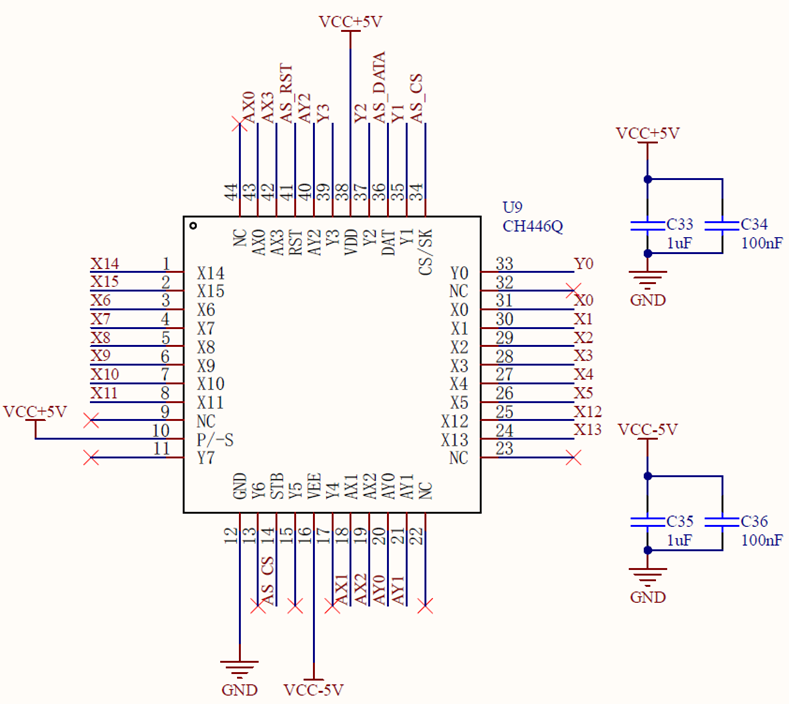 VCC+5V
AX0
AX3
AS_RST
AY2
Y3
Y2
AS_DATA
Y1
AS_CS
44
43
42
41
40
39
38
37
36
35
34
NC
AX0
AX3
RST
AY2
Y3
VDD
Y2
DAT
Y1
CS/SK
U9
CH446Q
X14 1 X14
X15 2 X15
X6 3 X6
X7 4 X7
X8 5 X8
X9 6 X9
X10 7 X10
X11 8 X11
9 NC
VCC+5V 10 P/-S
11 Y7
Y0 33 Y0
NC 32
X0 31 X0
X1 30 X1
X2 29 X2
X3 28 X3
X4 27 X4
X5 26 X5
X12 25 X12
X13 24 X13
NC 23
GND
Y6
STB
Y5
VEE
Y4
AX1
AX2
AY0
AY1
NC
12
13
14
15
16
17
18
19
20
21
22
AS_CS
AX1
AX2
AY0
AY1
GND
VCC-5V
VCC+5V
C33
1uF
C34
100nF
GND
VCC-5V
C35
1uF
C36
100nF
GND